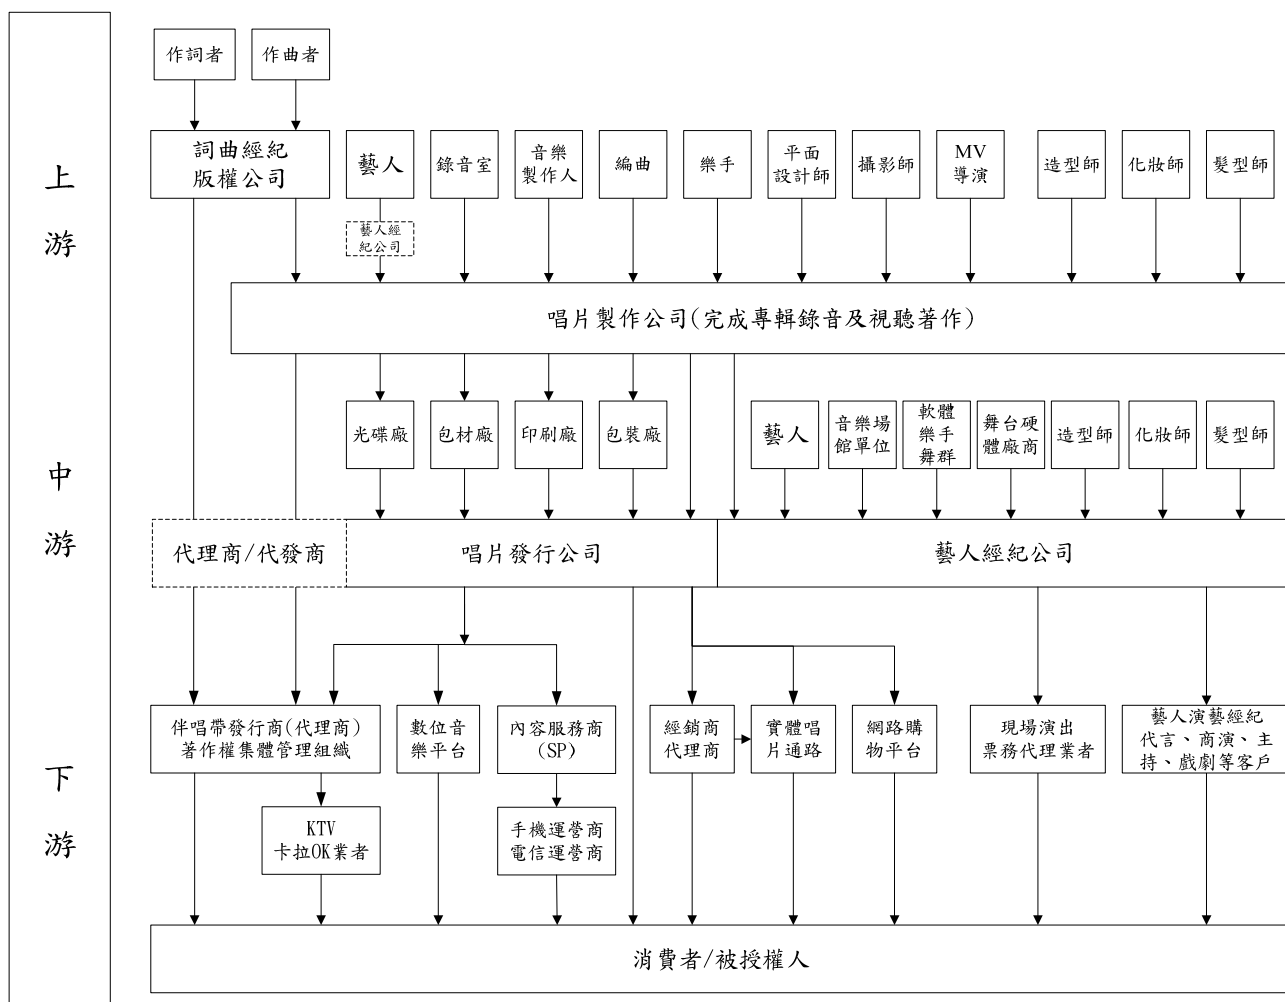 上
游
中
游
下
游
作詞者
作曲者
詞曲經紀
版權公司
藝人
錄音室
音樂
製作人
編曲
樂手
平面
設計師
攝影師
MV
導演
造型師
化妝師
髮型師
藝人經
紀公司
唱片製作公司(完成專輯錄音及視聽著作)
光碟廠
包材廠
印刷廠
包裝廠
藝人
音樂場
館單位
軟體
樂手
舞群
舞台硬
體廠商
造型師
化妝師
髮型師
代理商/代發商
唱片發行公司
藝人經紀公司
伴唱帶發行商(代理商)
著作權集體管理組織
數位音
樂平台
內容服務商
(SP)
經銷商
代理商
實體唱
片通路
網路購
物平台
現場演出
票務代理業者
藝人演藝經紀
代言、商演、主
持、戲劇等客戶
KTV
卡拉OK業者
手機運營商
電信運營商
消費者/被授權人